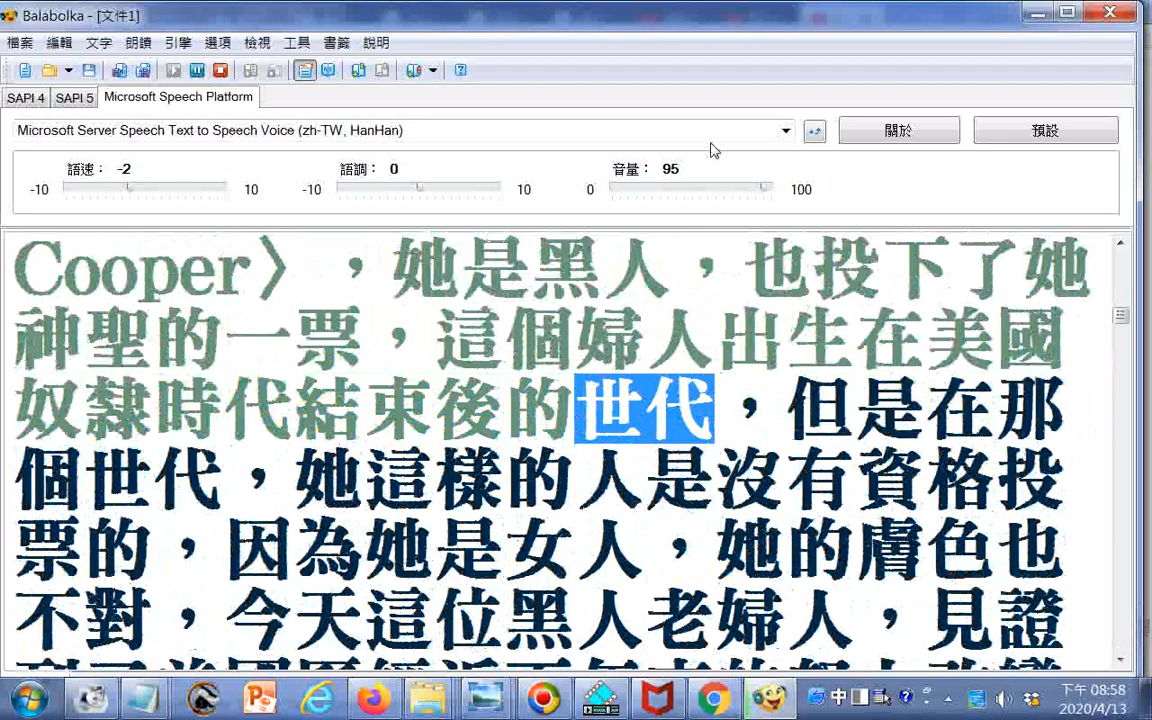 Balabolka - [文件1]
檔案 編輯 文字 朗讀 引擎 選項 檢視 工具 書籤 說明
SAPI 4 SAPI 5 Microsoft Speech Platform
Microsoft Server Speech Text to Speech Voice (zh-TW, HanHan) 關於 預設
語速： -2 語調： 0 音量： 95
-10 10 -10 10 0 100
Cooper〉，她是黑人，也投下了她
神聖的一票，這個婦人出生在美國
奴隸時代結束後的世代，但是在那
個世代，她這樣的人是沒有資格投
票的，因為她是女人，她的膚色也
不對，今天這位黑人老婦人，見證
中
下午 08:58
2020/4/13